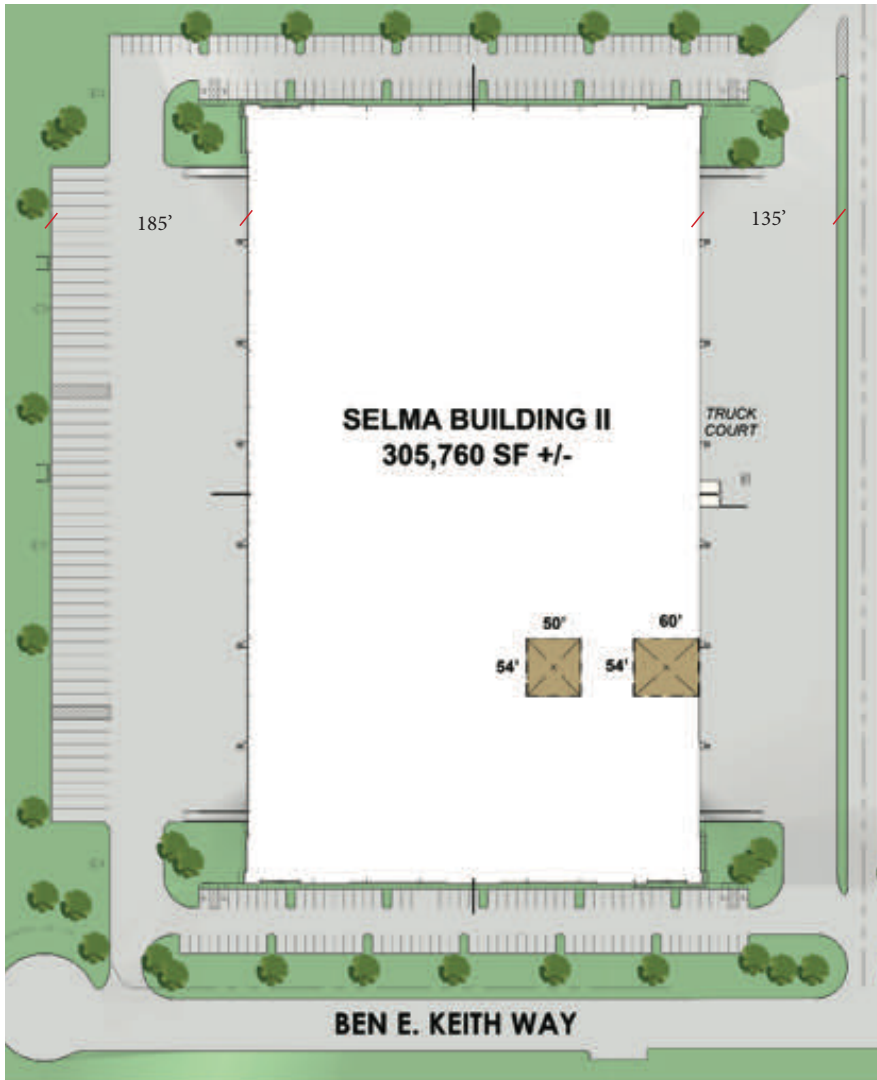 185’
135’
SELMA BUILDING II
305,760 SF +/-
TRUCK
COURT
50'
60'
54'
54'
BEN E. KEITH WAY